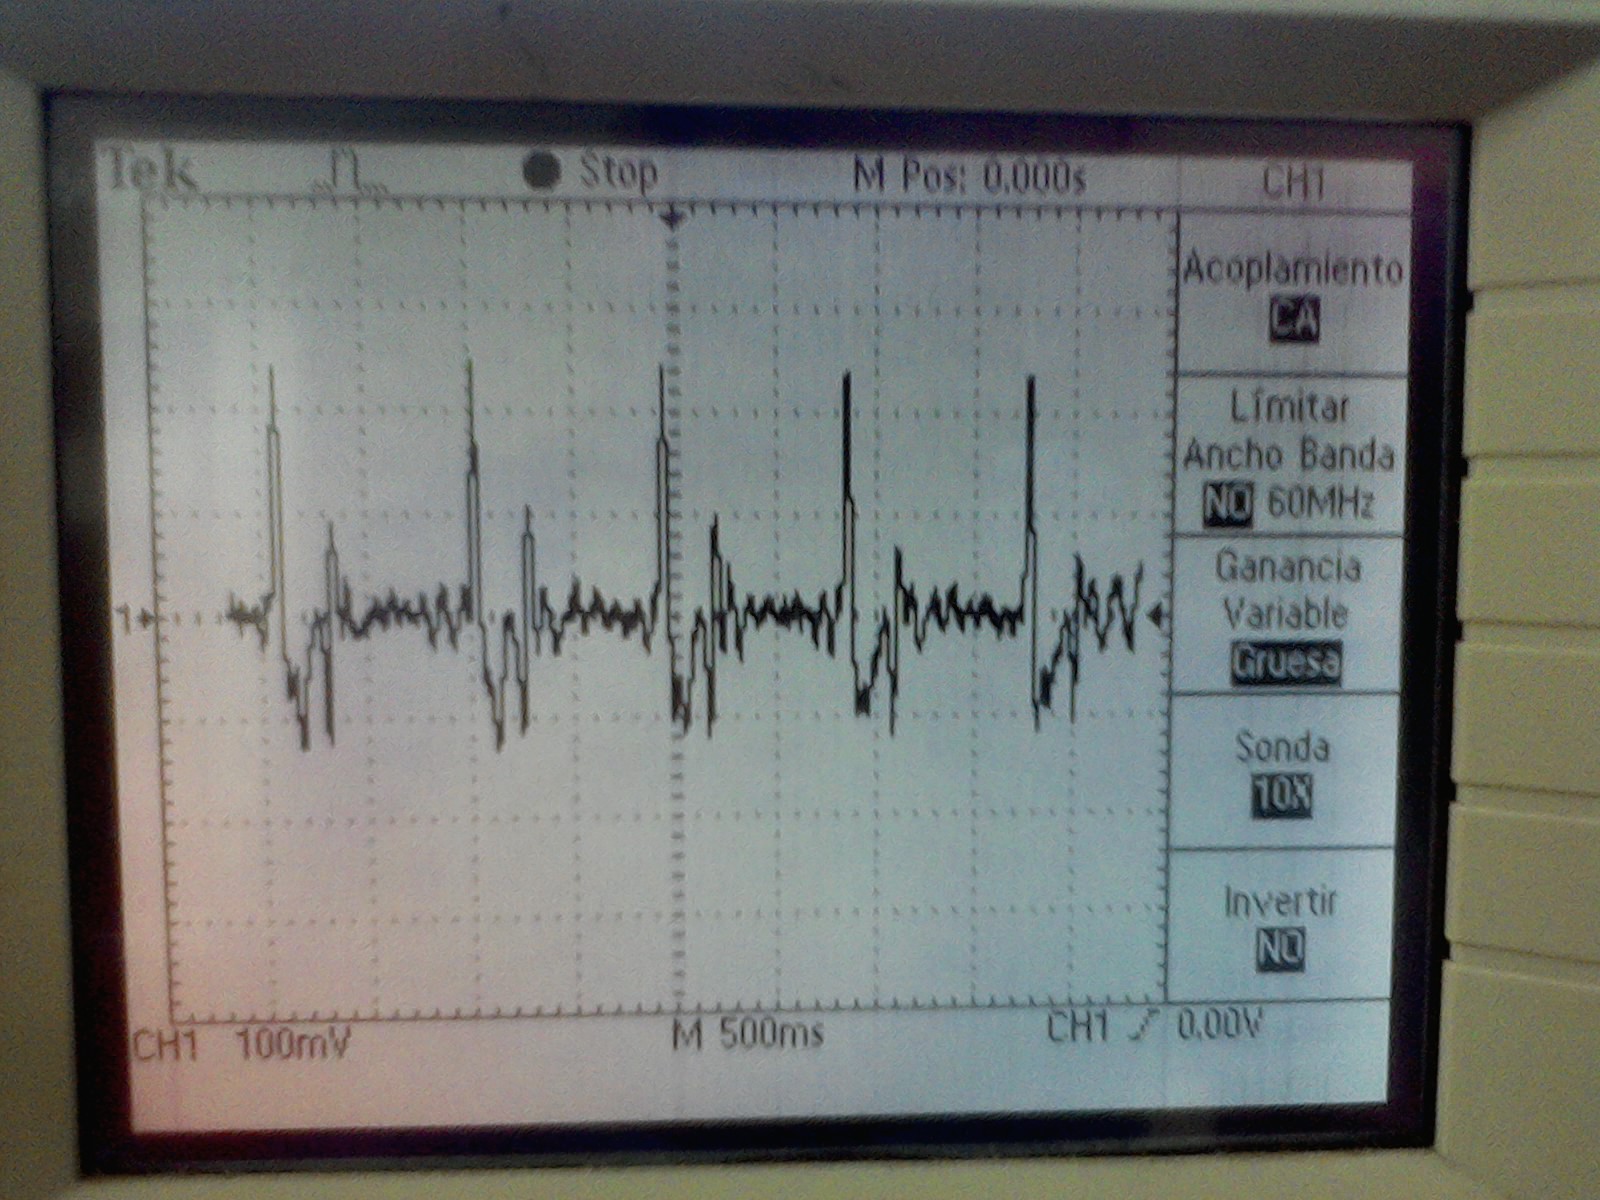 Tek Stop M Pos: 0.000s CH1
Acoplamiento
CA
Límitar
Ancho Banda
NO 60MHz
Ganancia
Variable
Gruesa
1
Sonda
10X
Invertir
NO
CH1 100mV M 500ms CH1 0.00V